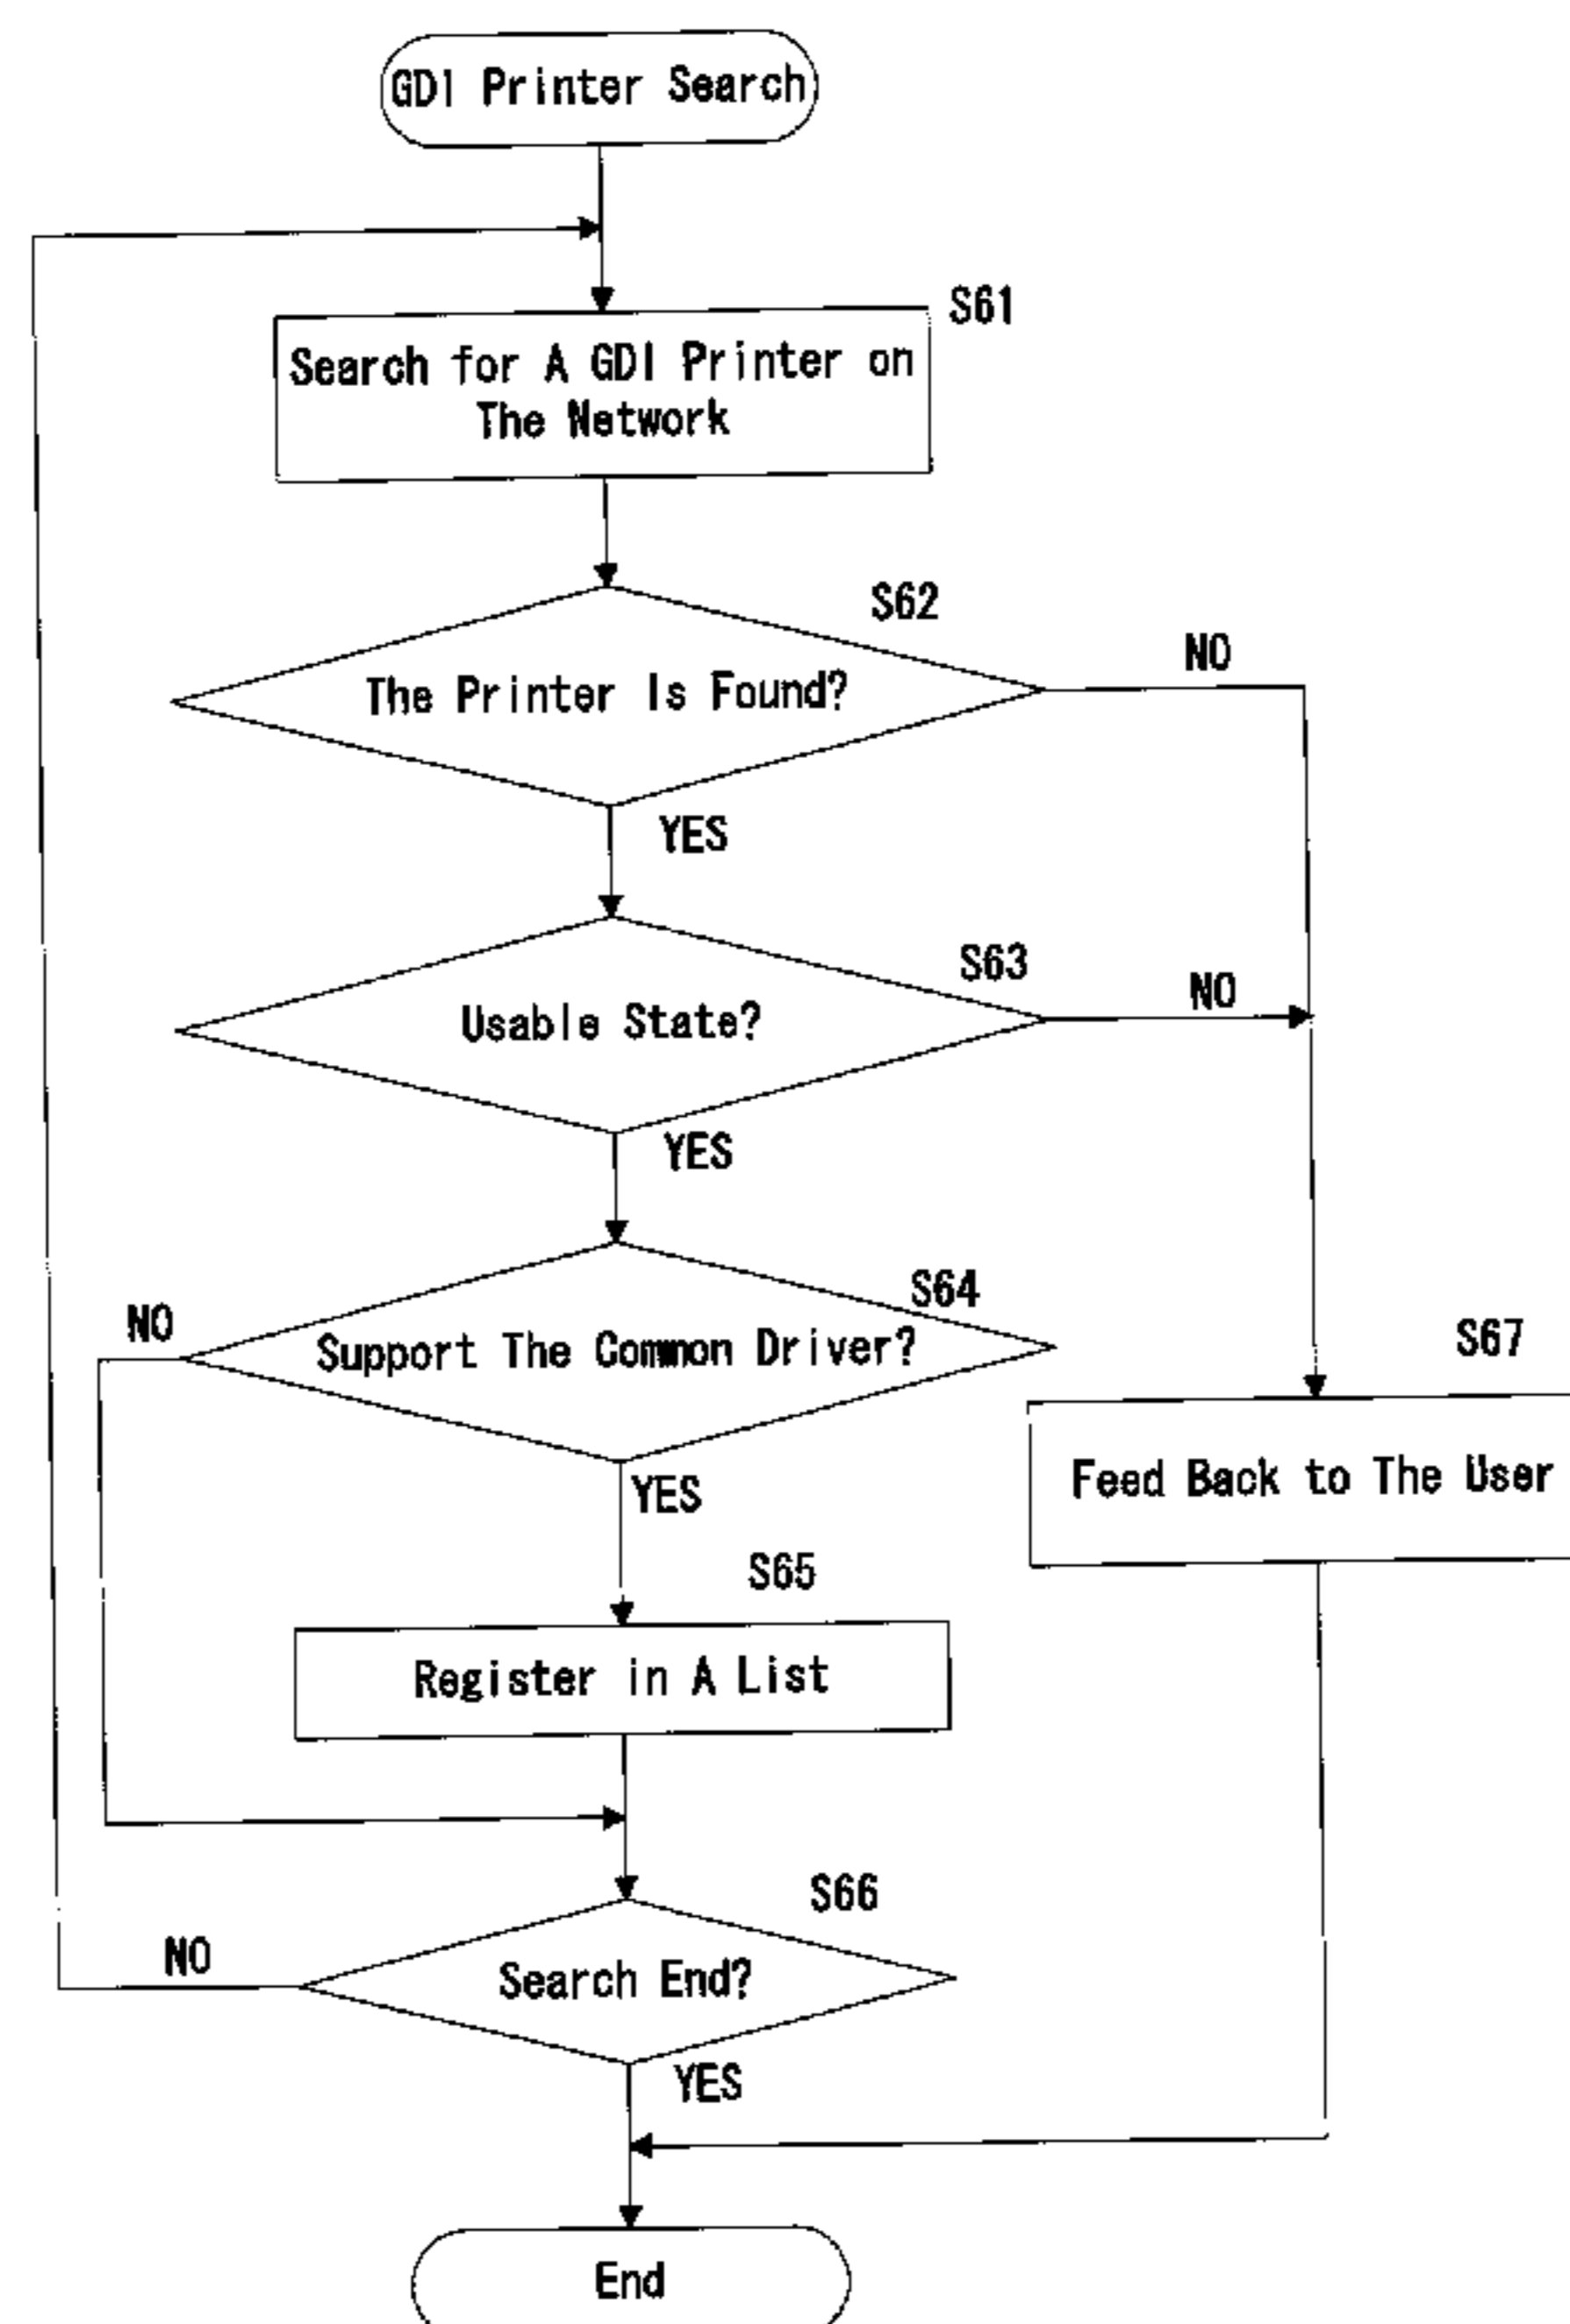 GDI Printer Search
S61
Search for A GDI Printer on
The Network
S62
NO
The Printer Is Found?
YES
S63
NO
Usable State?
YES
S64
NO
Support The Common Driver?
S67
Feed Back to The User
YES
S65
Register in A List
S66
NO
Search End?
YES
End